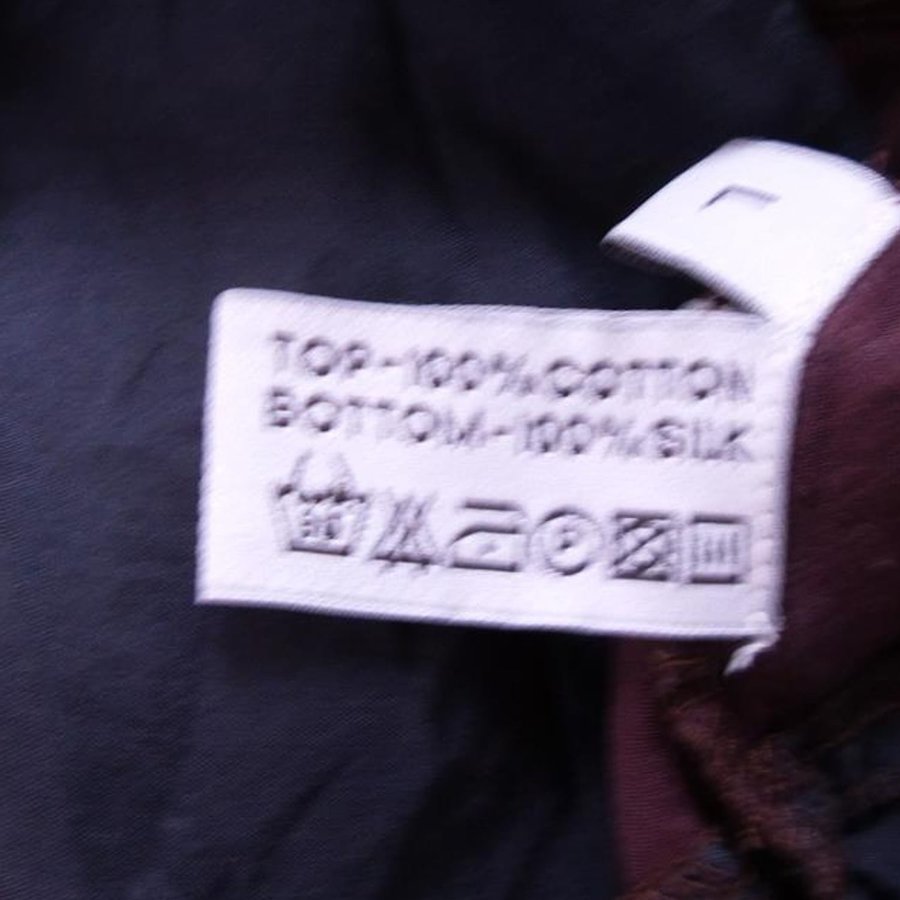 L
TOP-100% COTTON
BOTTOM-100% SILK
P